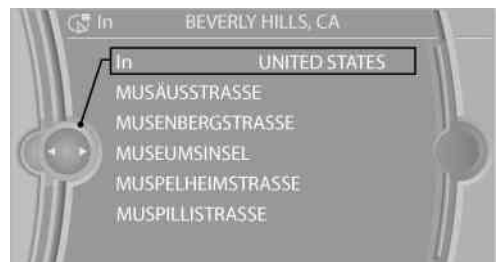 In BEVERLY HILLS, CA
In UNITED STATES
MUSÄUSSTRASSE
MUSENBERGSTRASSE
MUSEUMSINSEL
MUSPELHEIMSTRASSE
MUSPILLISTRASSE